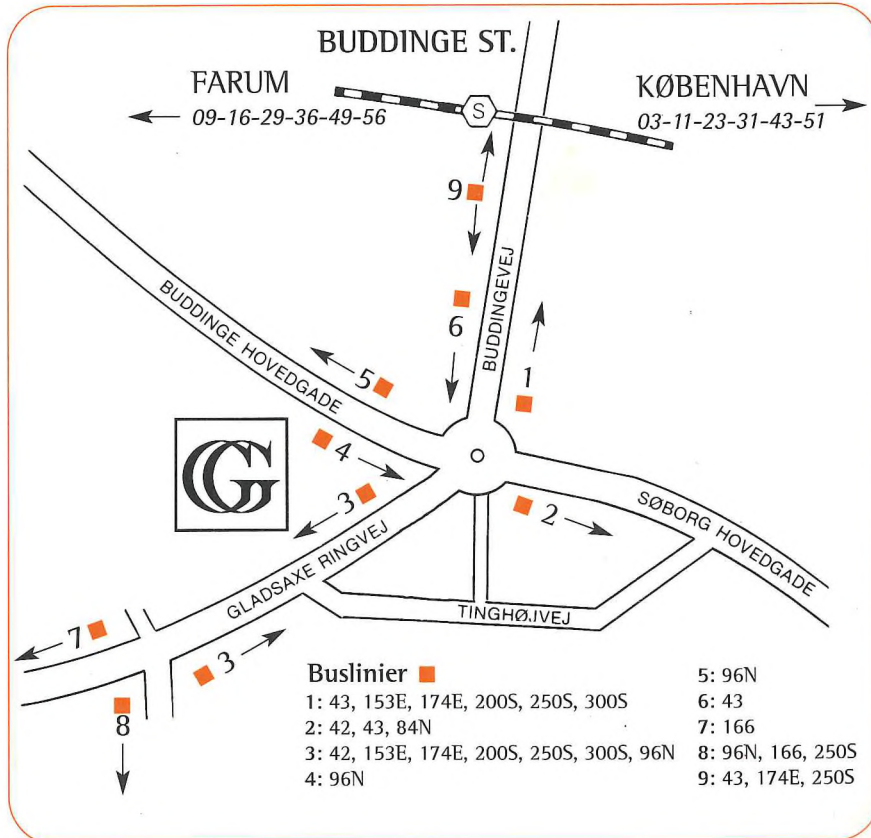 BUDDINGE ST.
FARUM
09-16-29-36-49-56
S
KØBENHAVN
03-11-23-31-43-51
9
6
BUDDINGEVEJ
1
BUDDINGE HOVEDGADE
5
4
GG
3
2
SØBORG HOVEDGADE
GLADSAXE RINGVEJ
TINGHØJVEJ
7
3
8
Buslinier
1: 43, 153E, 174E, 200S, 250S, 300S
2: 42, 43, 84N
3: 42, 153E, 174E, 200S, 250S, 300S, 96N
4: 96N
5: 96N
6: 43
7: 166
8: 96N, 166, 250S
9: 43, 174E, 250S